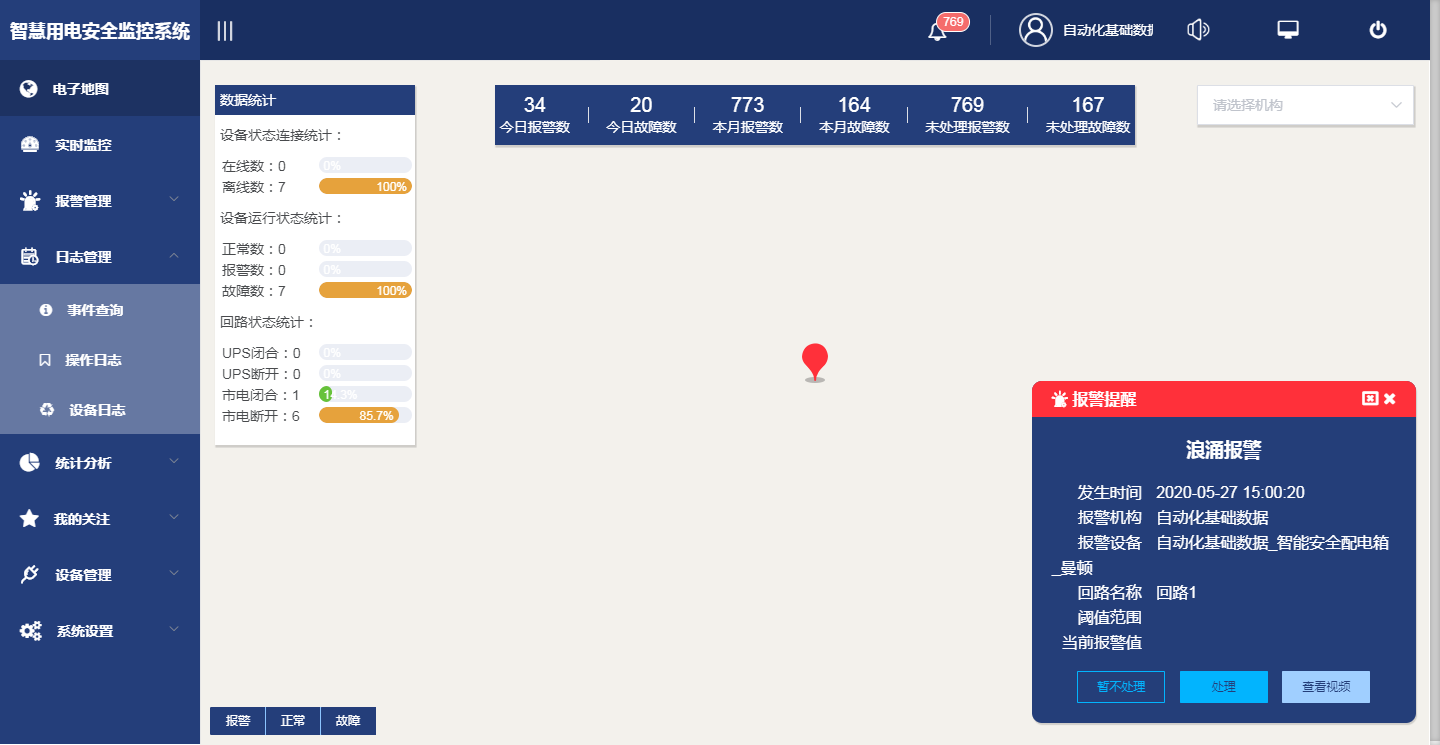 智慧用电安全监控系统
769
自动化基础数据
电子地图
实时监控
报警管理
日志管理
事件查询
操作日志
设备日志
统计分析
我的关注
设备管理
系统设置
数据统计
设备状态连接统计：
在线数：0 0%
离线数：7 100%
设备运行状态统计：
正常数：0 0%
报警数：0 0%
故障数：7 100%
回路状态统计：
UPS闭合：0 0%
UPS断开：0 0%
市电闭合：1 14.3%
市电断开：6 85.7%
34 20 773 164 769 167
今日报警数 今日故障数 本月报警数 本月故障数 未处理报警数 未处理故障数
请选择机构
报警提醒
浪涌报警
发生时间 2020-05-27 15:00:20
报警机构 自动化基础数据
报警设备 自动化基础数据_智能安全配电箱
_曼顿
回路名称 回路1
阈值范围
当前报警值
暂不处理 处理 查看视频
报警 正常 故障